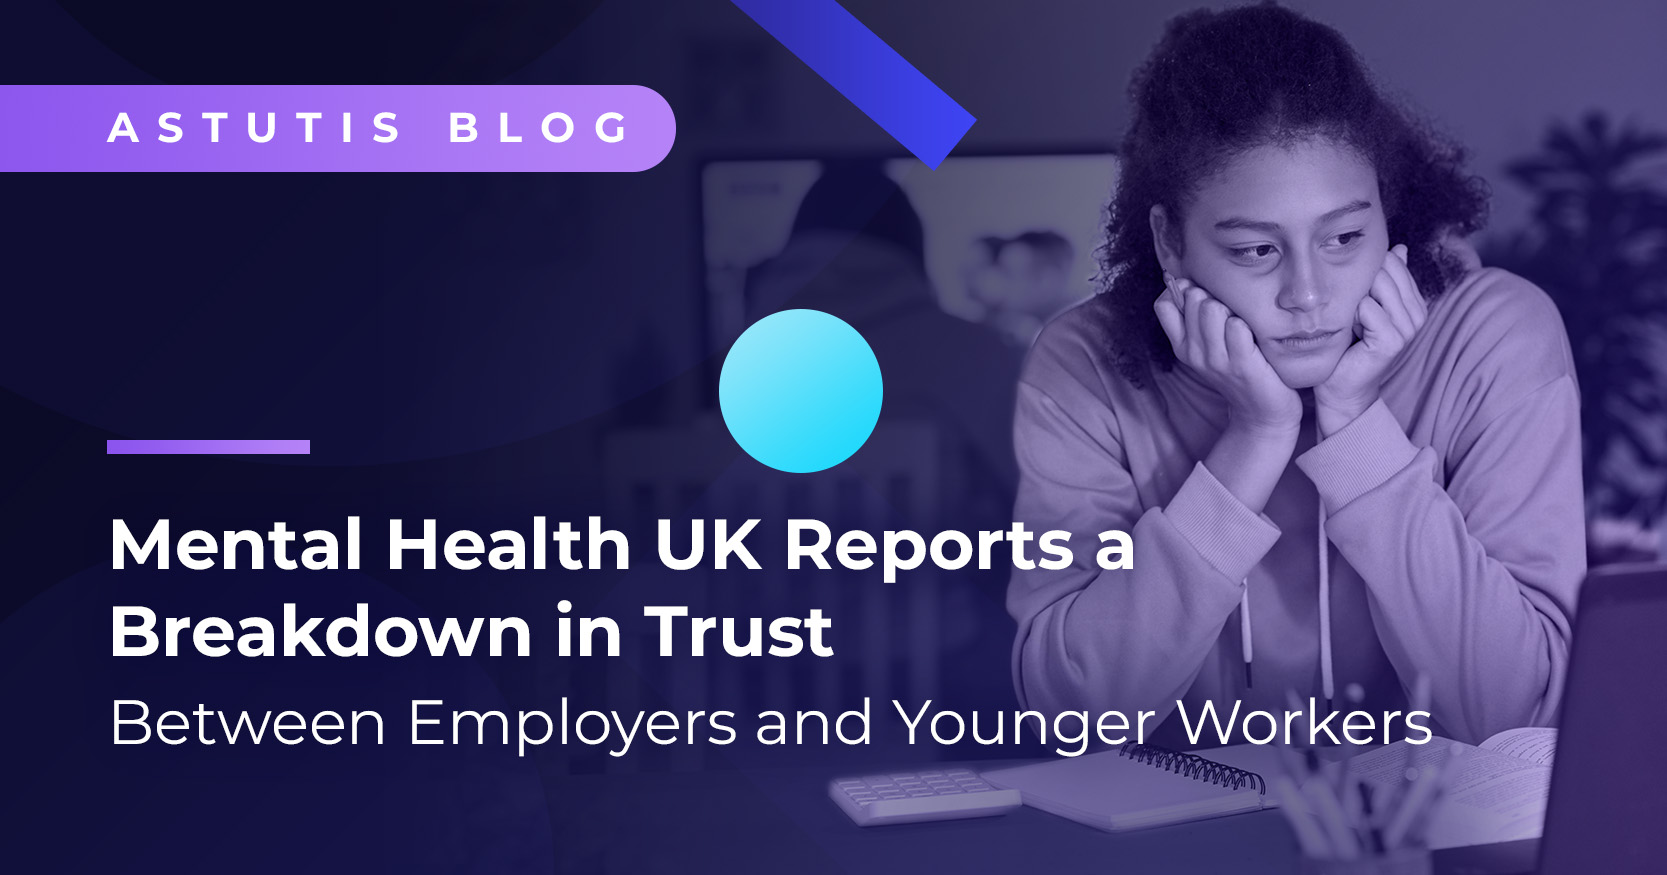 ASTUTIS BLOG
Mental Health UK Reports a
Breakdown in Trust
Between Employers and Younger Workers